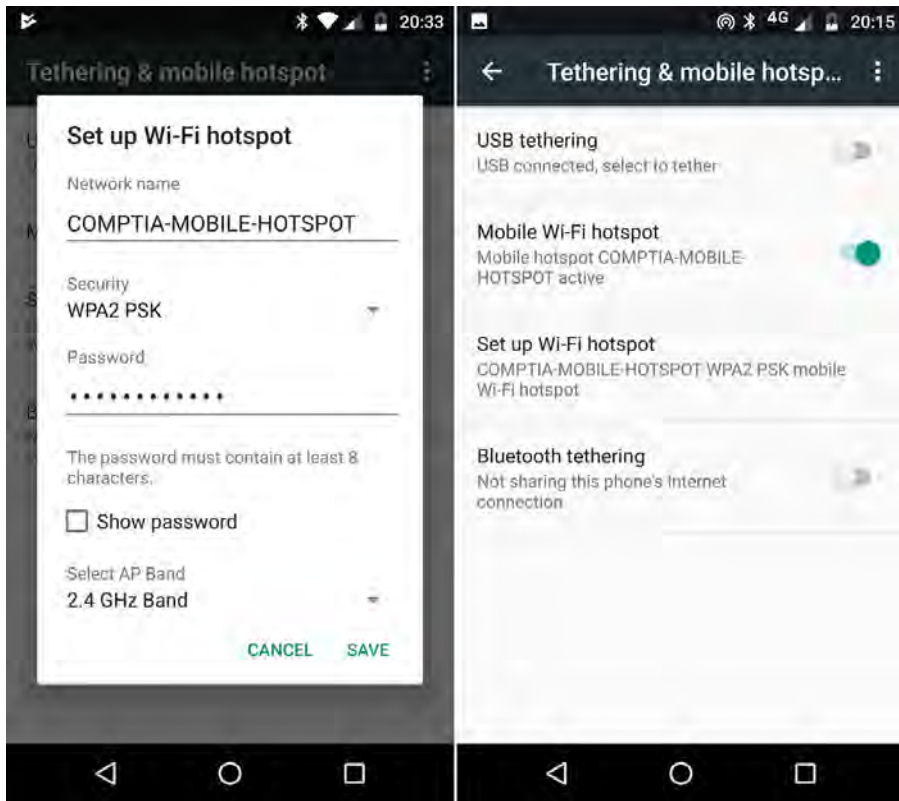 20:33
Tethering & mobile hotspot
Set up Wi-Fi hotspot
Network name
COMPTIA-MOBILE-HOTSPOT
Security
WPA2 PSK
Password
••••••••••••
The password must contain at least 8
characters.
Show password
Select AP Band
2.4 GHz Band
CANCEL SAVE
4G 20:15
Tethering & mobile hotsp...
USB tethering
USB connected, select to tether
Mobile Wi-Fi hotspot
Mobile hotspot COMPTIA-MOBILE-
HOTSPOT active
Set up Wi-Fi hotspot
COMPTIA-MOBILE-HOTSPOT WPA2 PSK mobile
Wi-Fi hotspot
Bluetooth tethering
Not sharing this phone's Internet
connection